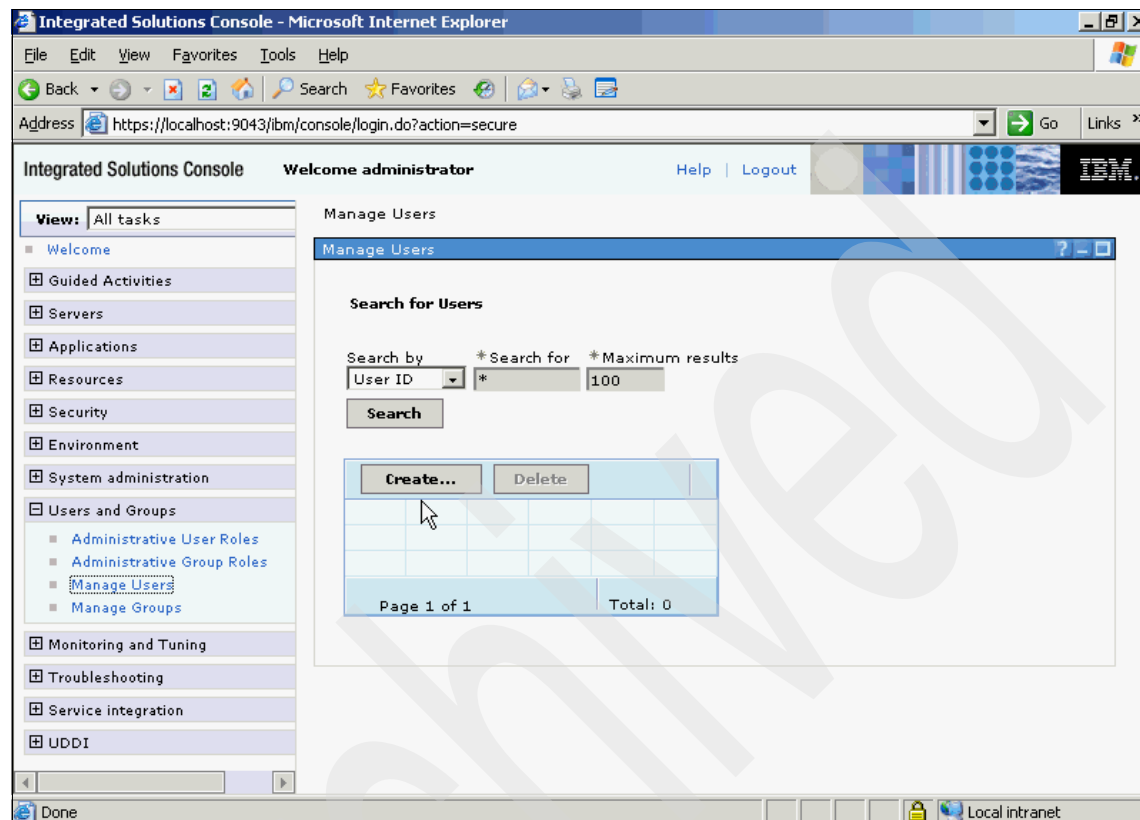 Integrated Solutions Console - Microsoft Internet Explorer
File Edit View Favorites Tools Help
Back Search Favorites
Address https://localhost:9043/ibm/console/login.do?action=secure Go Links »
Integrated Solutions Console Welcome administrator Help | Logout IBM.
View: All tasks
Manage Users
Welcome
Manage Users ?
Guided Activities
Servers
Search for Users
Applications
Search by *Search for *Maximum results
Resources
User ID * 100
Security
Search
Environment
System administration
Create... Delete
Users and Groups
Administrative User Roles
Administrative Group Roles
Manage Users
Manage Groups
Page 1 of 1 Total: 0
Monitoring and Tuning
Troubleshooting
Service integration
UDDI
Done Local intranet